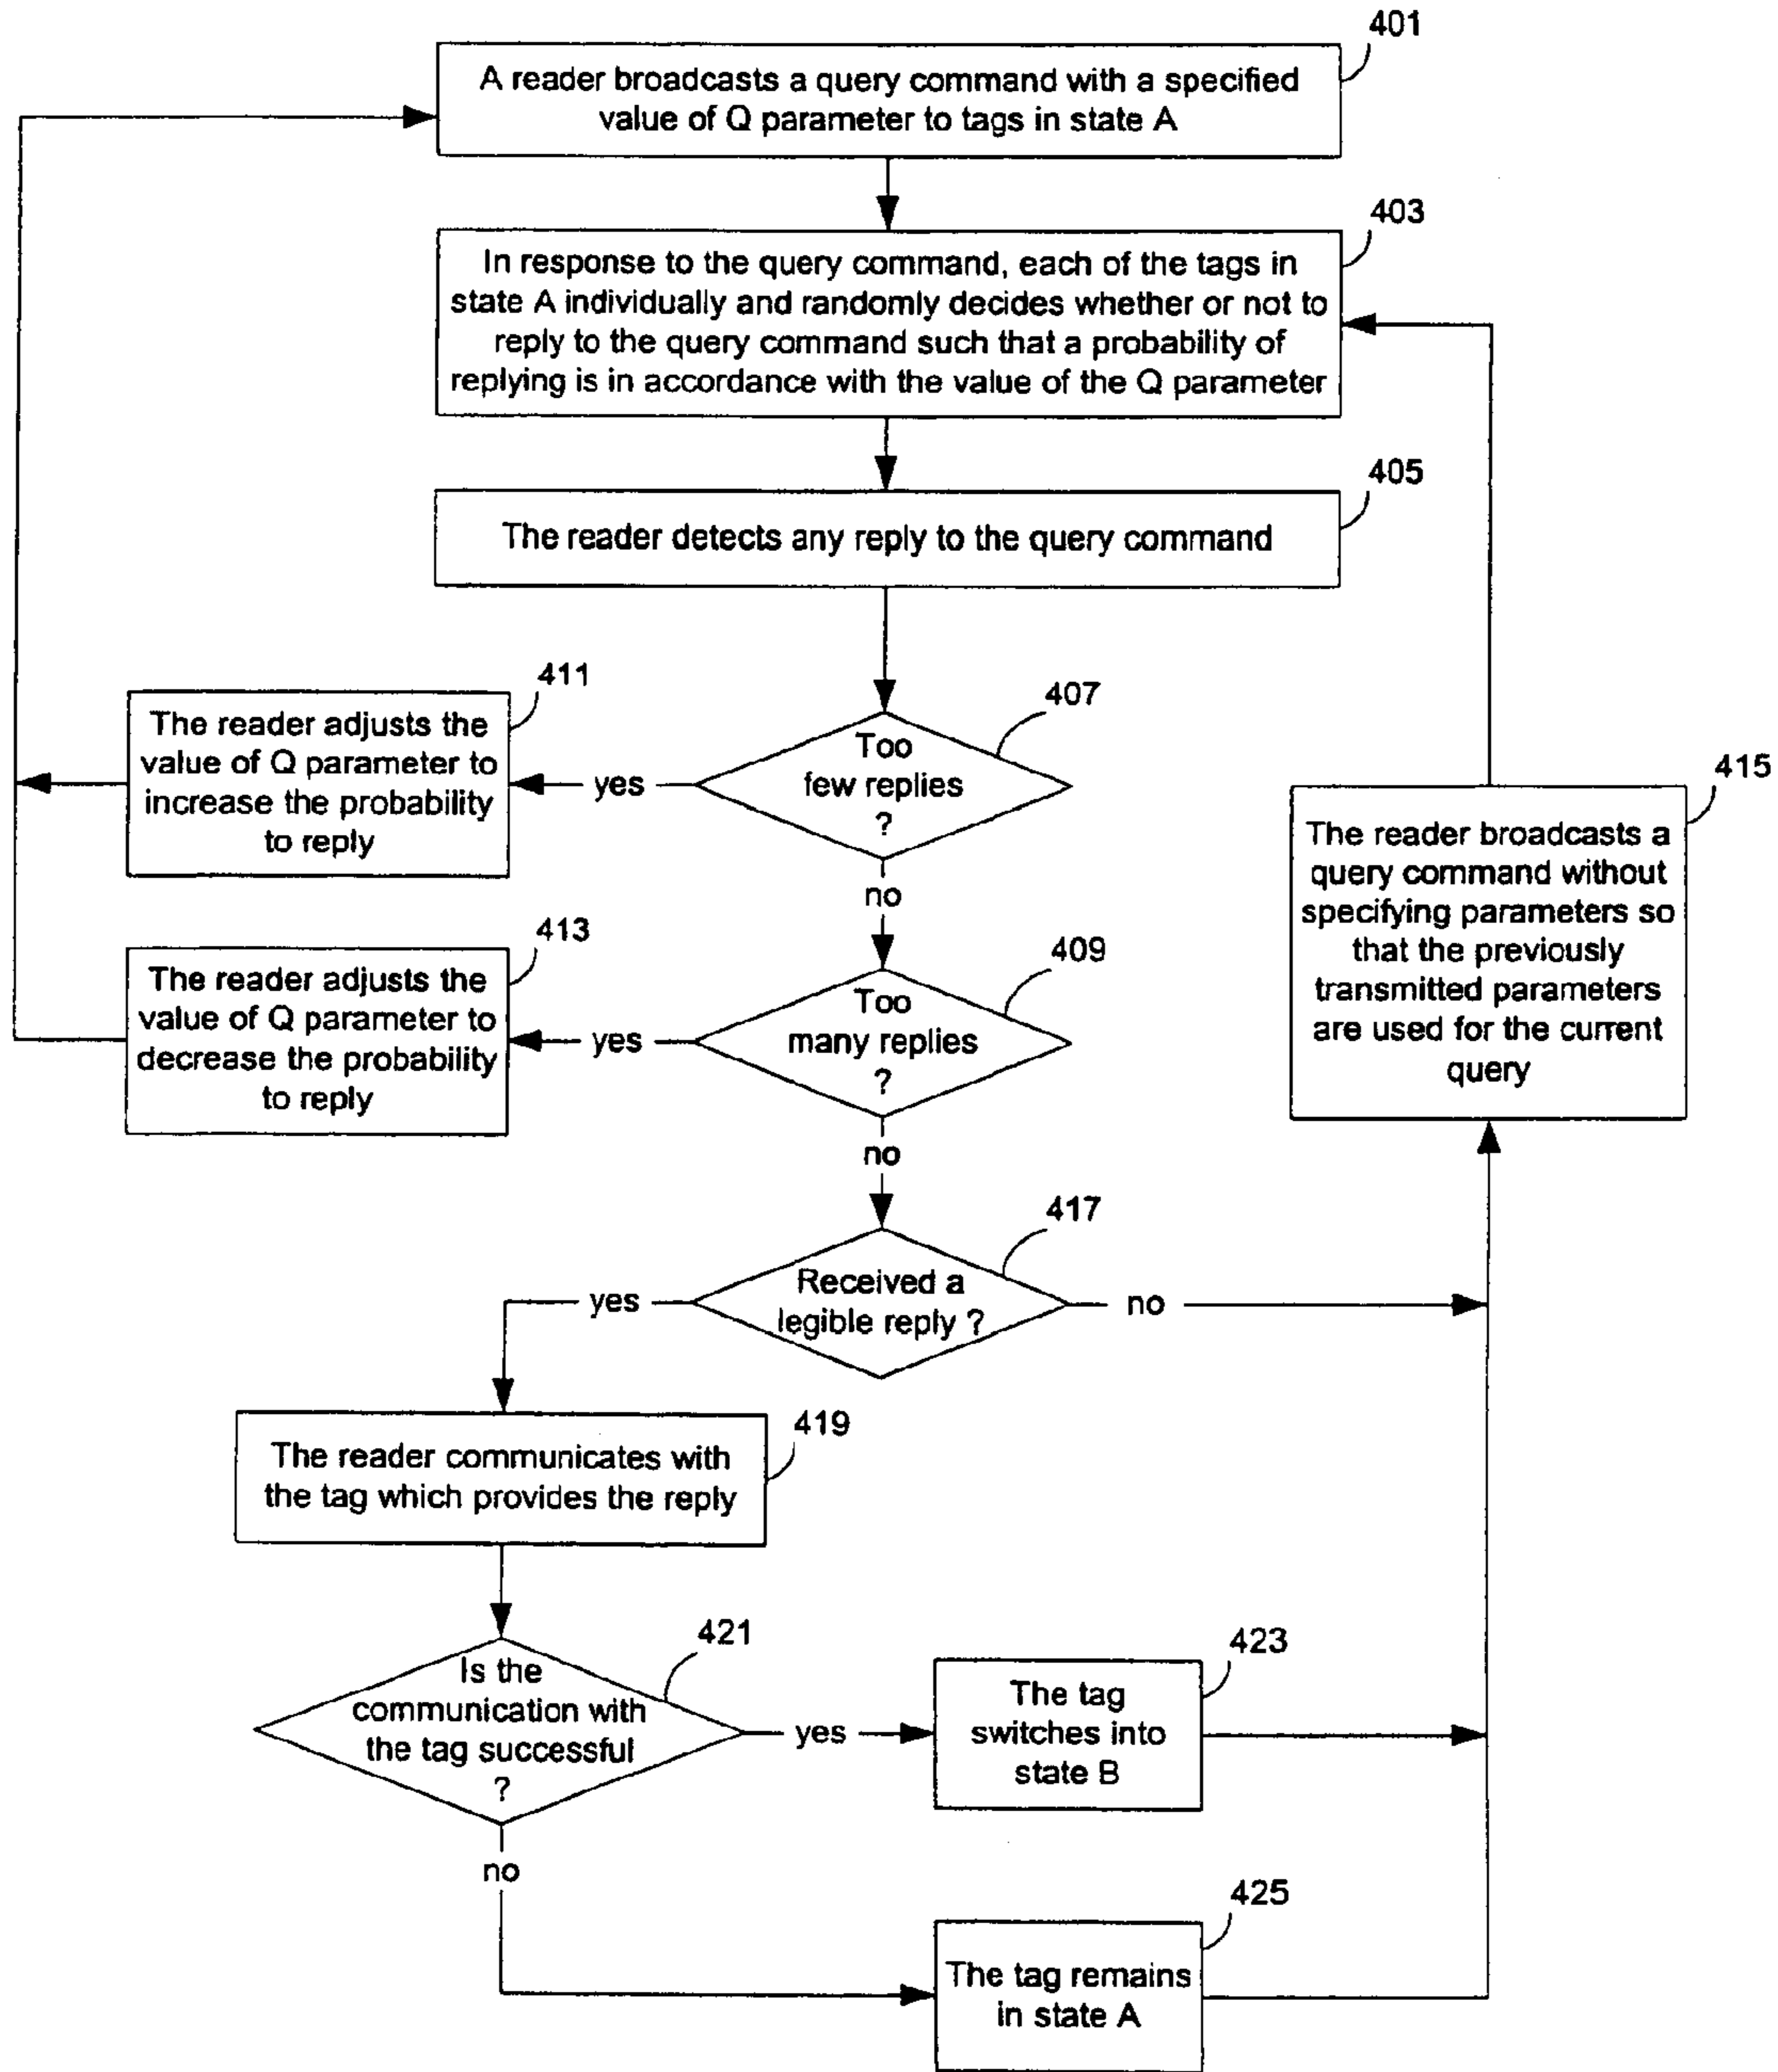 401
A reader broadcasts a query command with a specified
value of Q parameter to tags in state A
403
In response to the query command, each of the tags in
state A individually and randomly decides whether or not to
reply to the query command such that a probability of
replying is in accordance with the value of the Q parameter
405
The reader detects any reply to the query command
407
Too
few replies
?
yes
411
The reader adjusts the
value of Q parameter to
increase the probability
to reply
no
409
Too
many replies
?
yes
413
The reader adjusts the
value of Q parameter to
decrease the probability
to reply
415
The reader broadcasts a
query command without
specifying parameters so
that the previously
transmitted parameters
are used for the current
query
no
417
Received a
legible reply ?
yes
no
419
The reader communicates with
the tag which provides the reply
421
Is the
communication with
the tag successful
?
yes
423
The tag
switches into
state B
no
425
The tag remains
in state A